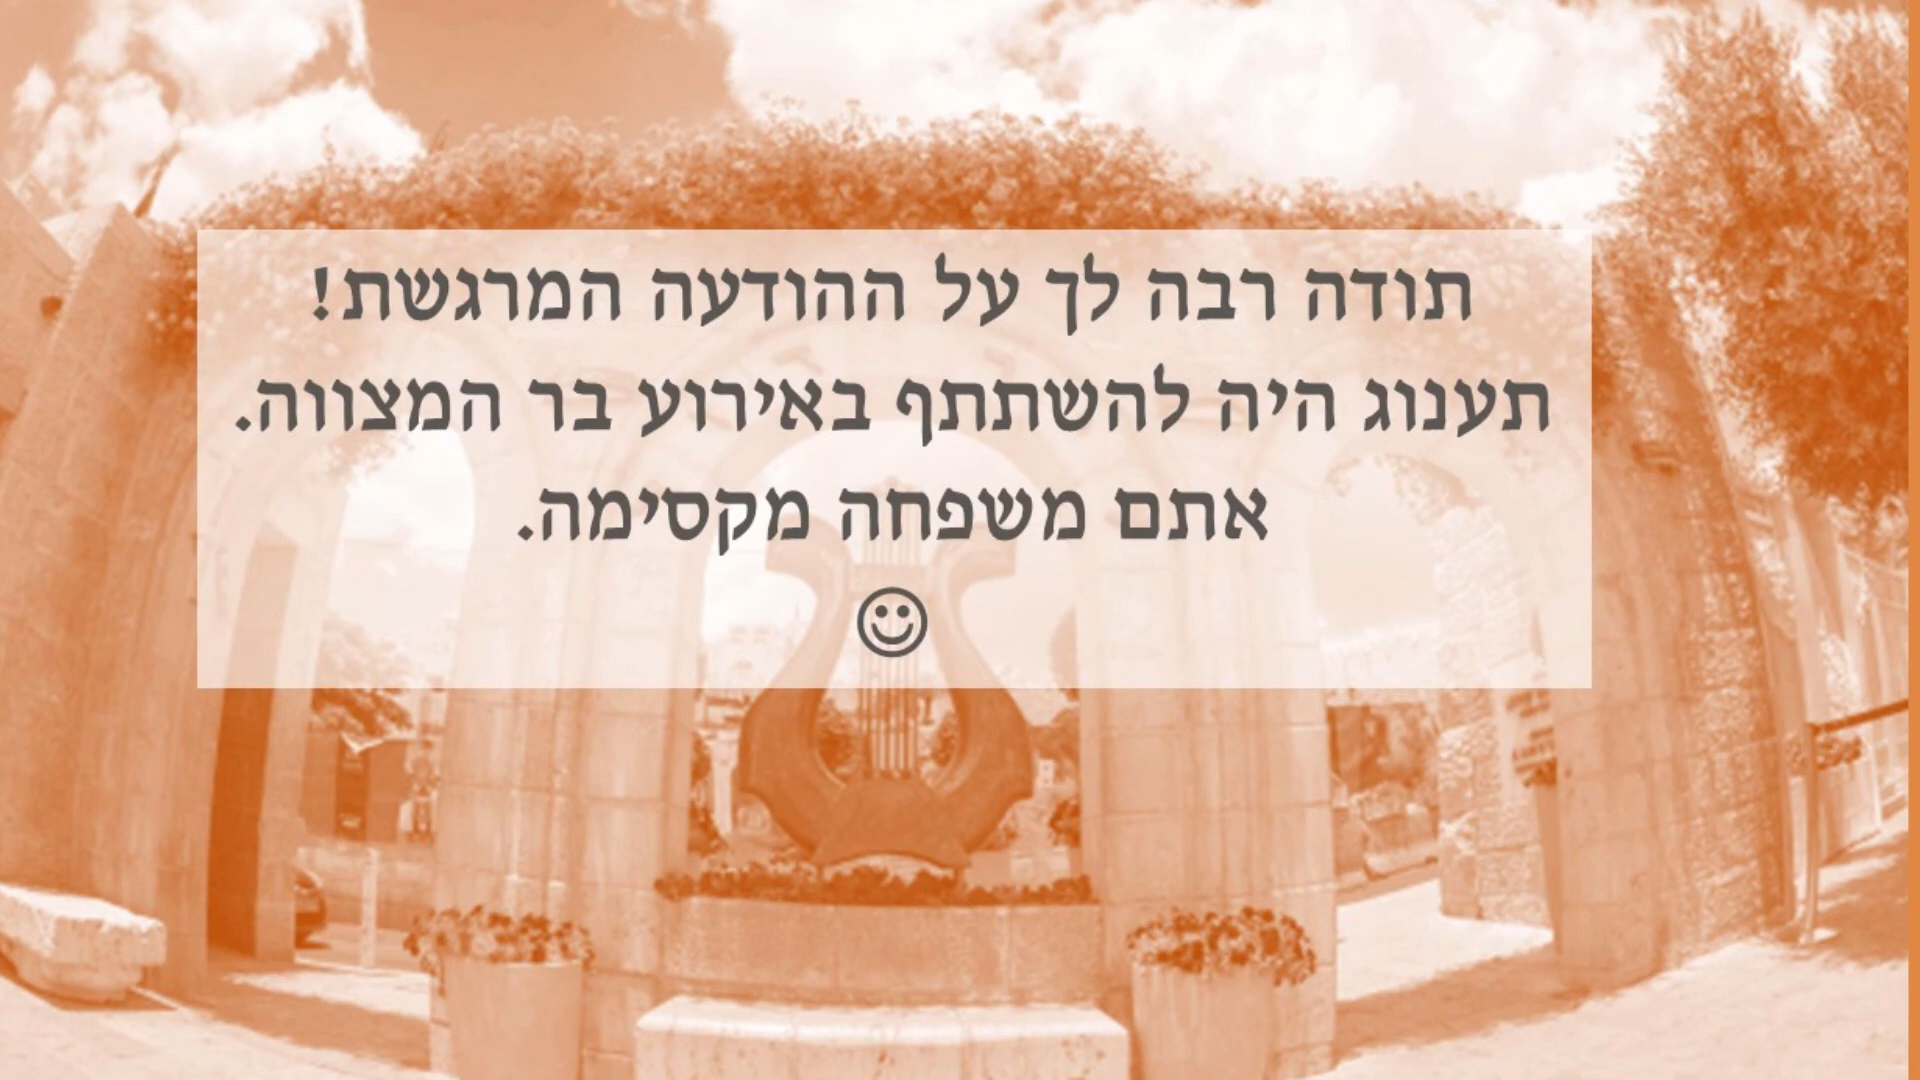 תודה רבה לך על ההודעה המרגשת!
תענוג היה להשתתף באירוע בר המצווה.
אתם משפחה מקסימה.
☺